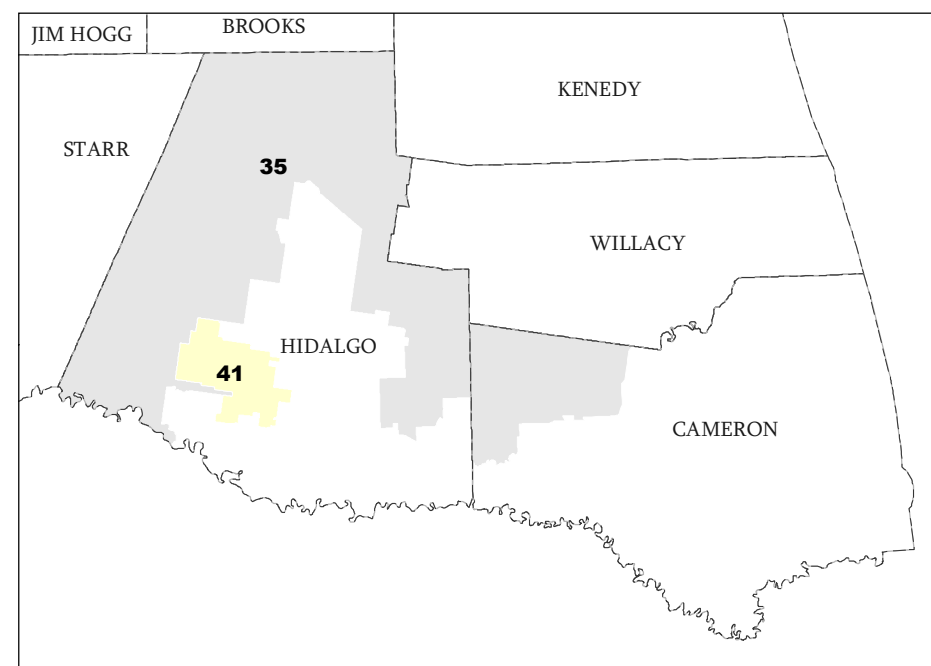 JIM HOGG
BROOKS
KENEDY
STARR
35
WILLACY
HIDALGO
41
CAMERON